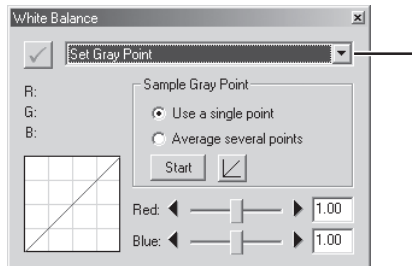 White Balance
Set Gray Point
R:
G:
B:
Sample Gray Point
Use a single point
Average several points
Start
Red: 1.00
Blue: 1.00